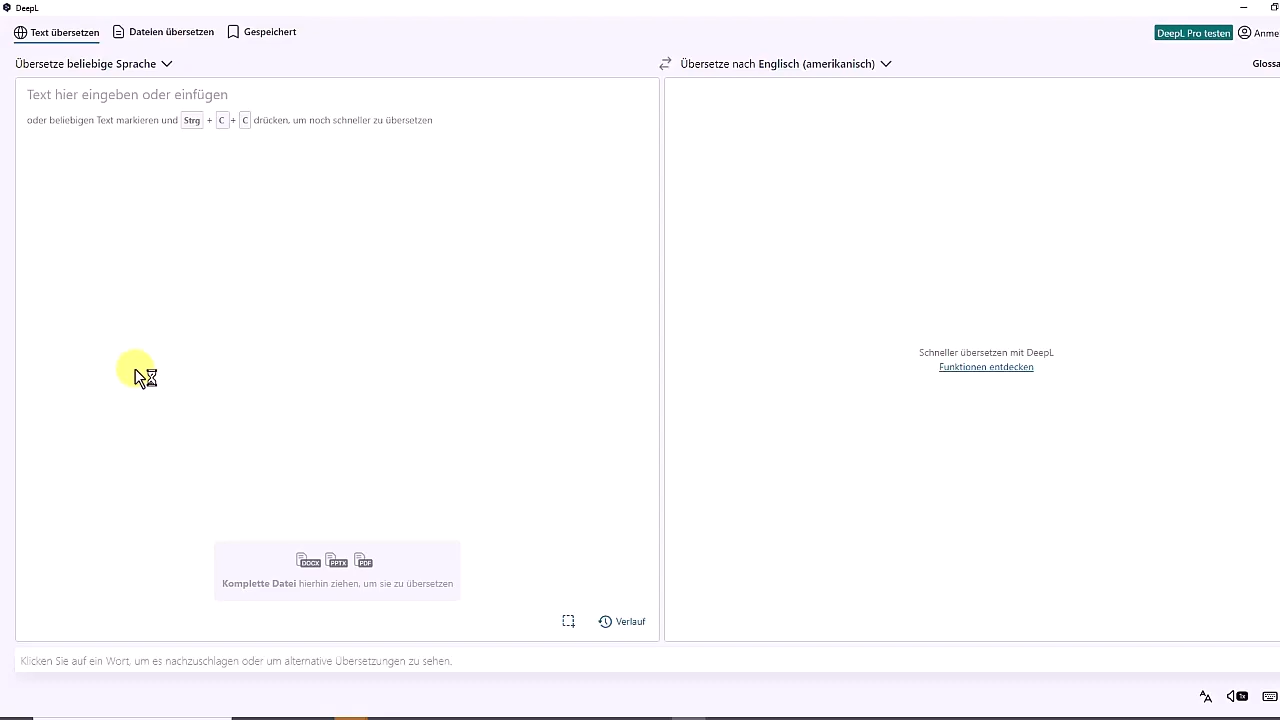 DeepL
Text übersetzen Dateien übersetzen Gespeichert DeepL Pro testen Anme
Übersetze beliebige Sprache Übersetze nach Englisch (amerikanisch) Glossa
Text hier eingeben oder einfügen
oder beliebigen Text markieren und Strg + C + C drücken, um noch schneller zu übersetzen
Schneller übersetzen mit DeepL
Funktionen entdecken
DOCX PPTX PDF
Komplette Datei hierhin ziehen, um sie zu übersetzen
Verlauf
Klicken Sie auf ein Wort, um es nachzuschlagen oder um alternative Übersetzungen zu sehen.
1x